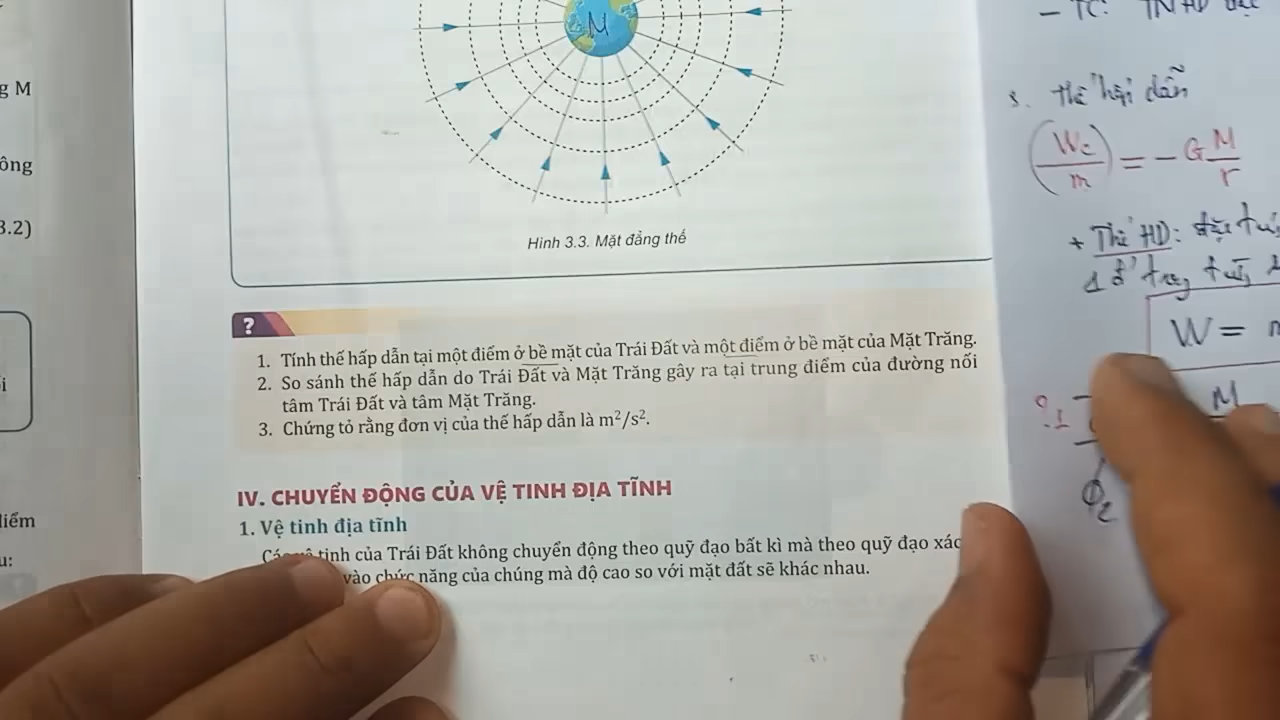 g M
ông
3.2)
i
liểm
u:
M
Hình 3.3. Mặt đẳng thế
?
1. Tính thế hấp dẫn tại một điểm ở bề mặt của Trái Đất và một điểm ở bề mặt của Mặt Trăng.
2. So sánh thế hấp dẫn do Trái Đất và Mặt Trăng gây ra tại trung điểm của đường nối
tâm Trái Đất và tâm Mặt Trăng.
3. Chứng tỏ rằng đơn vị của thế hấp dẫn là m²/s².
IV. CHUYỂN ĐỘNG CỦA VỆ TINH ĐỊA TĨNH
1. Vệ tinh địa tĩnh
tinh của Trái Đất không chuyển động theo quỹ đạo bất kì mà theo quỹ đạo xác
vào chức năng của chúng mà độ cao so với mặt đất sẽ khác nhau.
- TC: TN HD
3. Thế hấp dẫn
(Wt/m) = - G M/r
+ Thế HD:
W = m
M